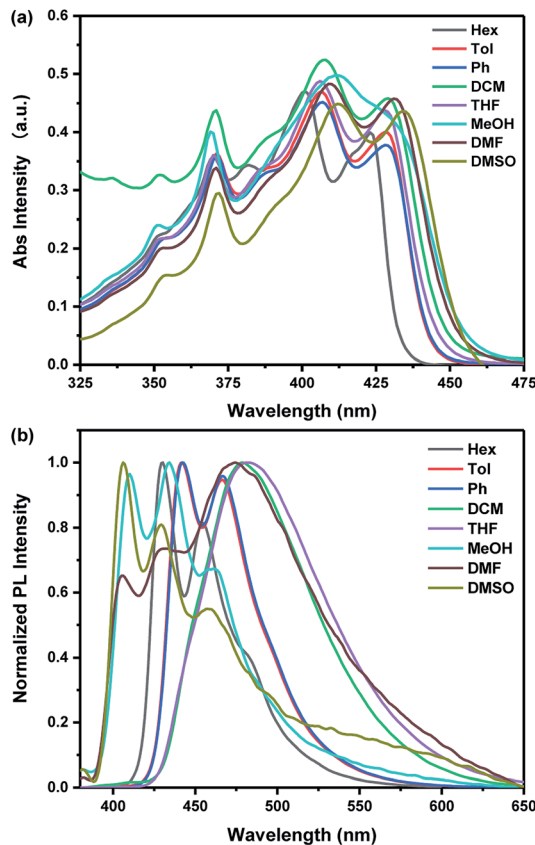 (a)
0.6
0.5
0.4
0.3
0.2
0.1
0.0
Abs Intensity (a.u.)
Hex
Tol
Ph
DCM
THF
MeOH
DMF
DMSO
325 350 375 400 425 450 475
Wavelength (nm)
(b)
1.0
0.8
0.6
0.4
0.2
0.0
Normalized PL Intensity
Hex
Tol
Ph
DCM
THF
MeOH
DMF
DMSO
400 450 500 550 600 650
Wavelength (nm)